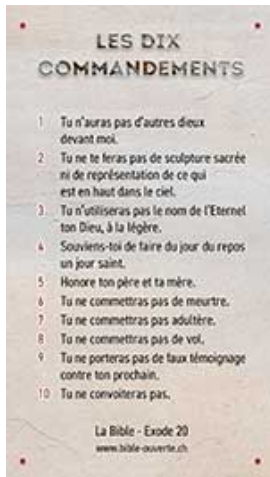 LES DIX
COMMANDEMENTS
1 Tu n'auras pas d'autres dieux
devant moi.
2 Tu ne te feras pas de sculpture sacrée
ni de représentation de ce qui
est en haut dans le ciel.
3 Tu n'utiliseras pas le nom de l'Eternel
ton Dieu, à la légère.
4 Souviens-toi de faire du jour du repos
un jour saint.
5 Honore ton père et ta mère.
6 Tu ne commettras pas de meurtre.
7 Tu ne commettras pas adultère.
8 Tu ne commettras pas de vol.
9 Tu ne porteras pas de faux témoignage
contre ton prochain.
10 Tu ne convoiteras pas.
La Bible - Exode 20
www.bible-ouverte.ch